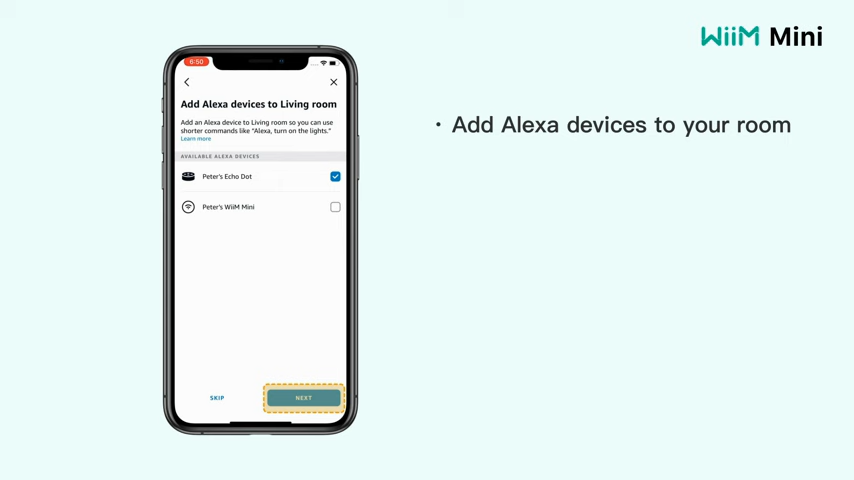 WiiM Mini
6:50
Add Alexa devices to Living room
Add an Alexa device to Living room so you can use
shorter commands like "Alexa, turn on the lights."
Learn more
AVAILABLE ALEXA DEVICES
Peter's Echo Dot
Peter's WiiM Mini
SKIP
NEXT
· Add Alexa devices to your room